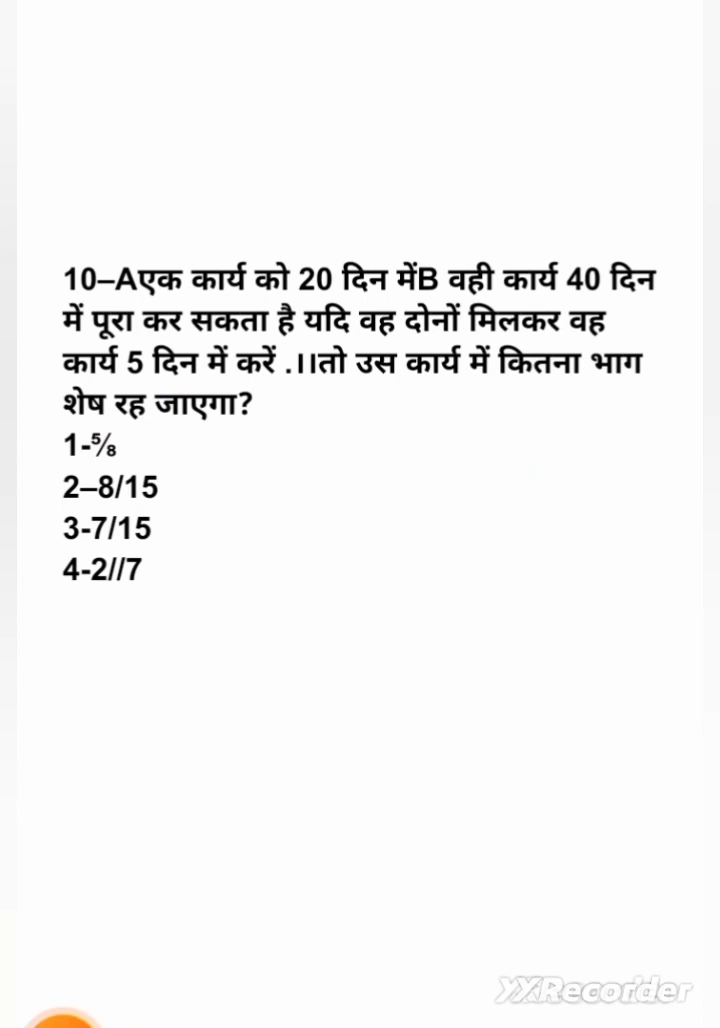 10–Aएक कार्य को 20 दिन मेंB वही कार्य 40 दिन
में पूरा कर सकता है यदि वह दोनों मिलकर वह
कार्य 5 दिन में करें .।।तो उस कार्य में कितना भाग
शेष रह जाएगा?
1-⅝
2–8/15
3-7/15
4-2//7
XXRecorder